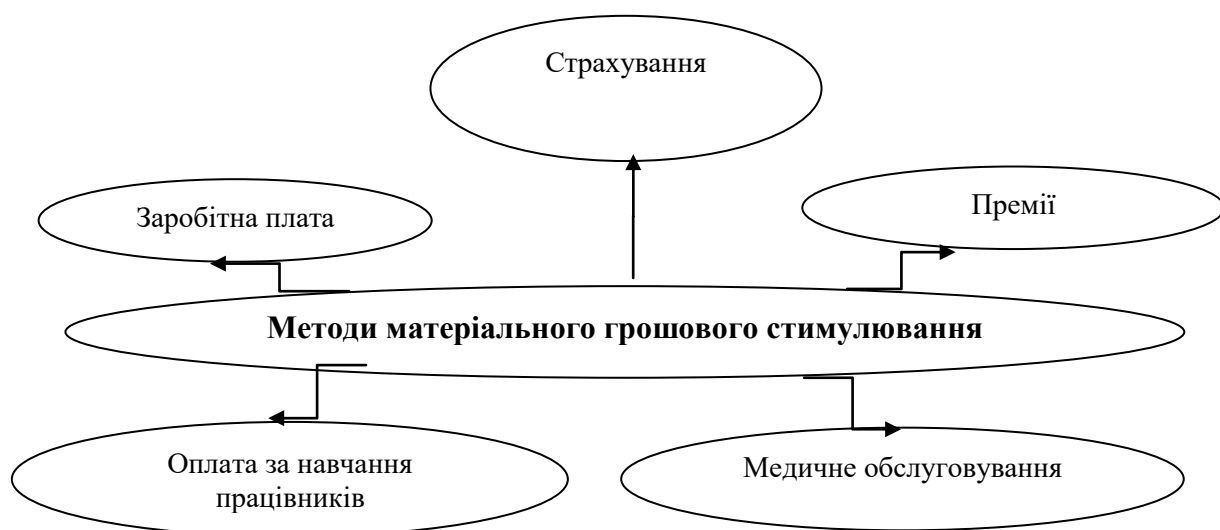 Страхування
Заробітна плата
Премії
Методи матеріального грошового стимулювання
Оплата за навчання
працівників
Медичне обслуговування